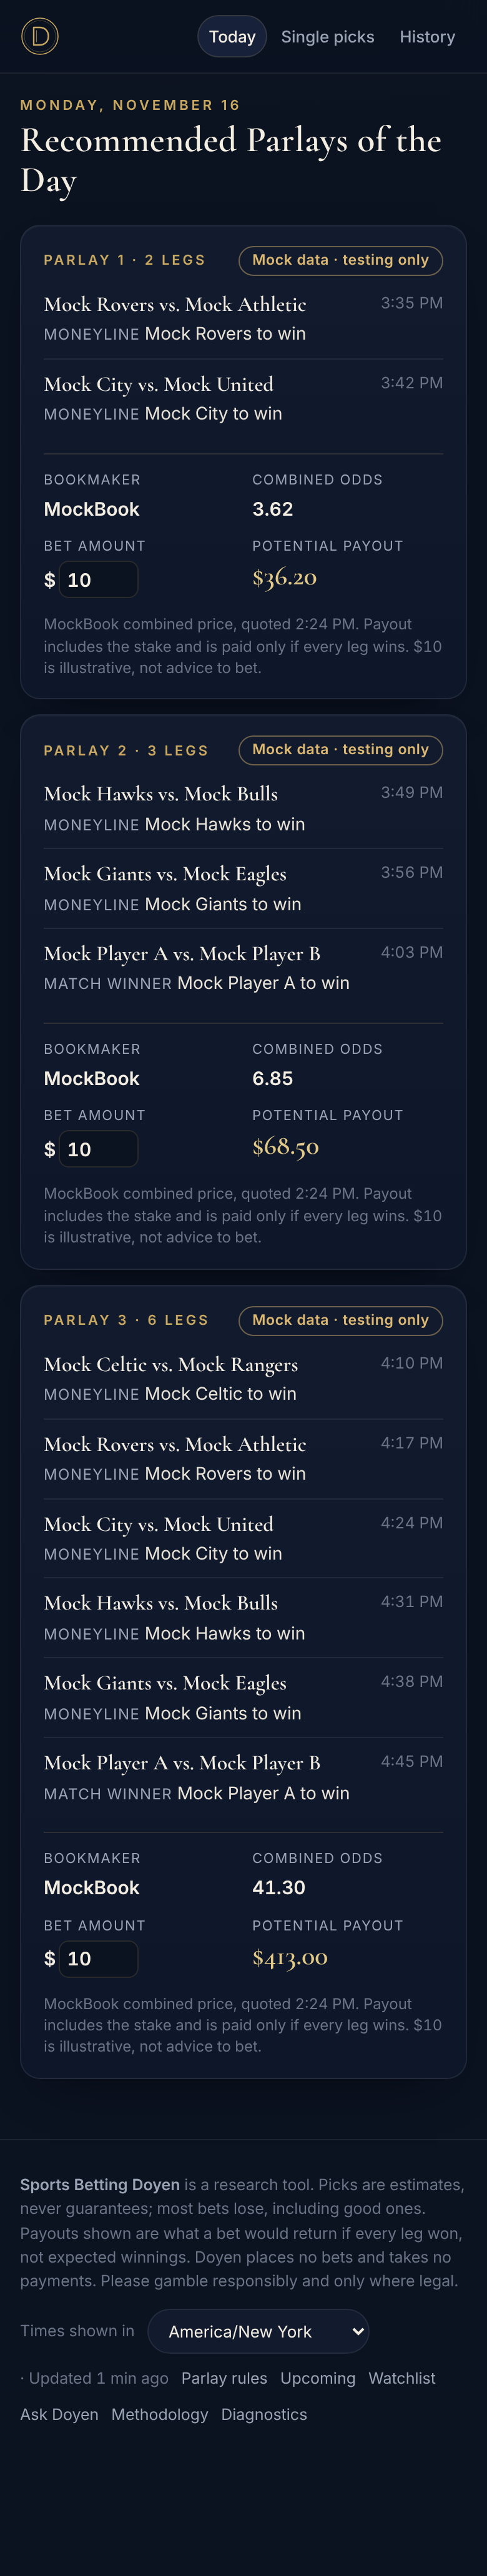 D
Today
Single picks
History
MONDAY, NOVEMBER 16
Recommended Parlays of the
Day
PARLAY 1 · 2 LEGS
Mock data · testing only
Mock Rovers vs. Mock Athletic
3:35 PM
MONEYLINE Mock Rovers to win
Mock City vs. Mock United
3:42 PM
MONEYLINE Mock City to win
BOOKMAKER
COMBINED ODDS
MockBook
3.62
BET AMOUNT
POTENTIAL PAYOUT
$ 10
$36.20
MockBook combined price, quoted 2:24 PM. Payout
includes the stake and is paid only if every leg wins. $10
is illustrative, not advice to bet.
PARLAY 2 · 3 LEGS
Mock data · testing only
Mock Hawks vs. Mock Bulls
3:49 PM
MONEYLINE Mock Hawks to win
Mock Giants vs. Mock Eagles
3:56 PM
MONEYLINE Mock Giants to win
Mock Player A vs. Mock Player B
4:03 PM
MATCH WINNER Mock Player A to win
BOOKMAKER
COMBINED ODDS
MockBook
6.85
BET AMOUNT
POTENTIAL PAYOUT
$ 10
$68.50
MockBook combined price, quoted 2:24 PM. Payout
includes the stake and is paid only if every leg wins. $10
is illustrative, not advice to bet.
PARLAY 3 · 6 LEGS
Mock data · testing only
Mock Celtic vs. Mock Rangers
4:10 PM
MONEYLINE Mock Celtic to win
Mock Rovers vs. Mock Athletic
4:17 PM
MONEYLINE Mock Rovers to win
Mock City vs. Mock United
4:24 PM
MONEYLINE Mock City to win
Mock Hawks vs. Mock Bulls
4:31 PM
MONEYLINE Mock Hawks to win
Mock Giants vs. Mock Eagles
4:38 PM
MONEYLINE Mock Giants to win
Mock Player A vs. Mock Player B
4:45 PM
MATCH WINNER Mock Player A to win
BOOKMAKER
COMBINED ODDS
MockBook
41.30
BET AMOUNT
POTENTIAL PAYOUT
$ 10
$413.00
MockBook combined price, quoted 2:24 PM. Payout
includes the stake and is paid only if every leg wins. $10
is illustrative, not advice to bet.
Sports Betting Doyen is a research tool. Picks are estimates,
never guarantees; most bets lose, including good ones.
Payouts shown are what a bet would return if every leg won,
not expected winnings. Doyen places no bets and takes no
payments. Please gamble responsibly and only where legal.
Times shown in America/New York
· Updated 1 min ago Parlay rules Upcoming Watchlist
Ask Doyen Methodology Diagnostics